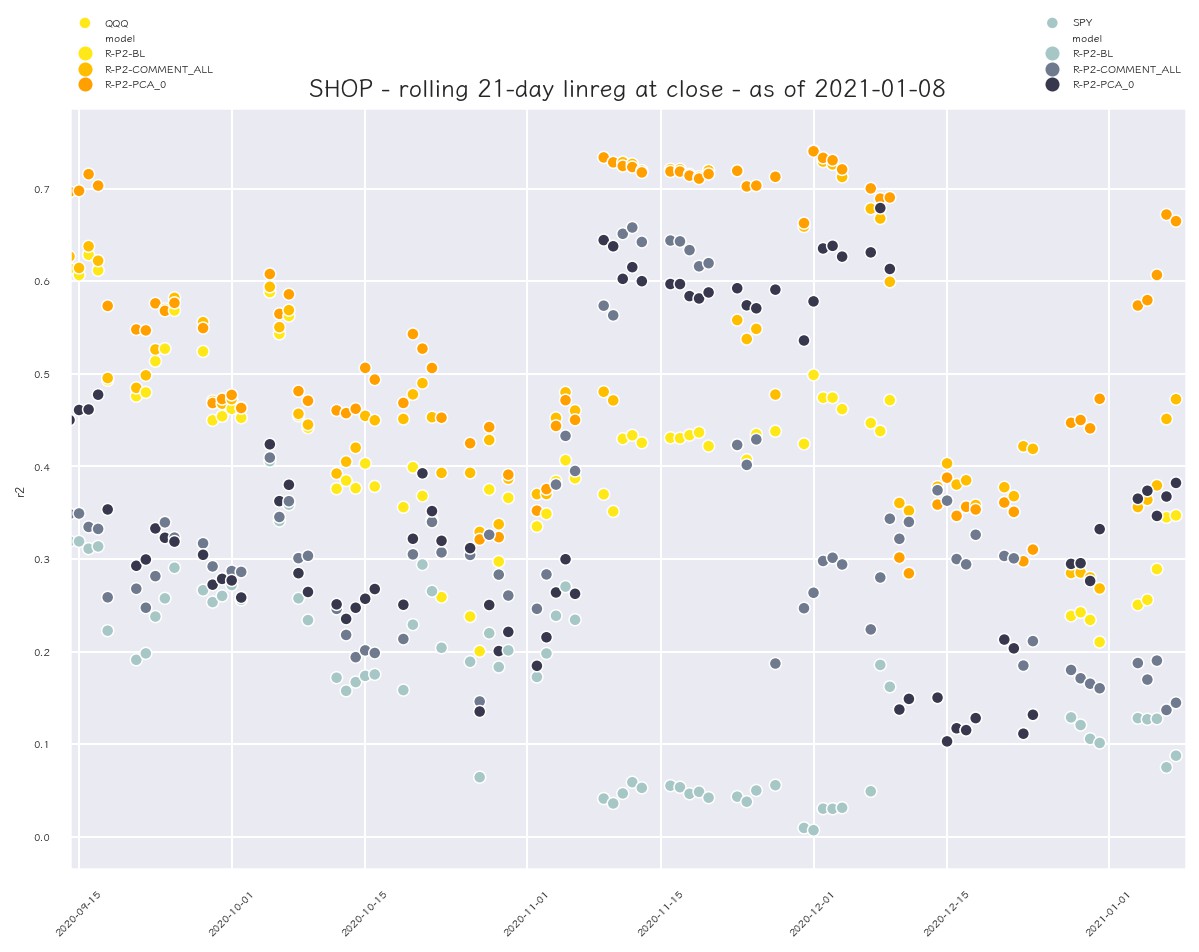 QQQ
model
R-P2-BL
R-P2-COMMENT_ALL
R-P2-PCA_0
SPY
model
R-P2-BL
R-P2-COMMENT_ALL
R-P2-PCA_0
SHOP - rolling 21-day linreg at close - as of 2021-01-08
r2
0.7
0.6
0.5
0.4
0.3
0.2
0.1
0.0
2020-09-15
2020-10-01
2020-10-15
2020-11-01
2020-11-15
2020-12-01
2020-12-15
2021-01-01